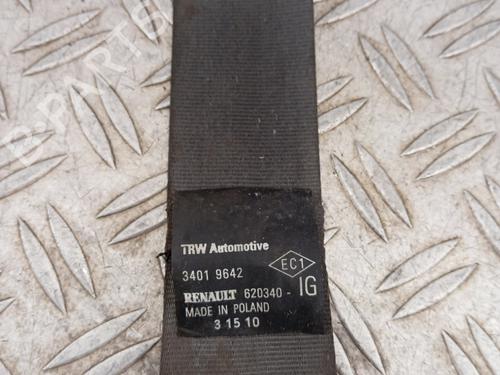 TRW Automotive
3401 9642
EC1
RENAULT 620340 - IG
MADE IN POLAND
3 15 10